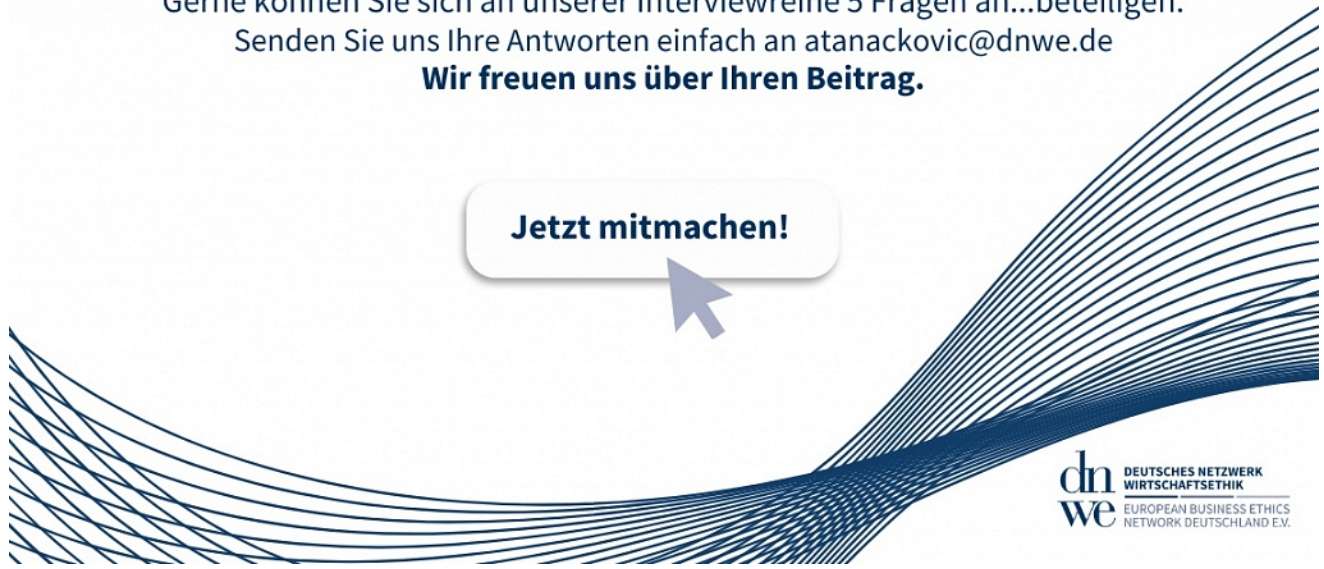 Gerne können Sie sich an unserer Interviewreihe 5 Fragen an...beteiligen.
Senden Sie uns Ihre Antworten einfach an atanackovic@dnwe.de
Wir freuen uns über Ihren Beitrag.
Jetzt mitmachen!
dn
we
DEUTSCHES NETZWERK
WIRTSCHAFTSETHIK
EUROPEAN BUSINESS ETHICS
NETWORK DEUTSCHLAND E.V.